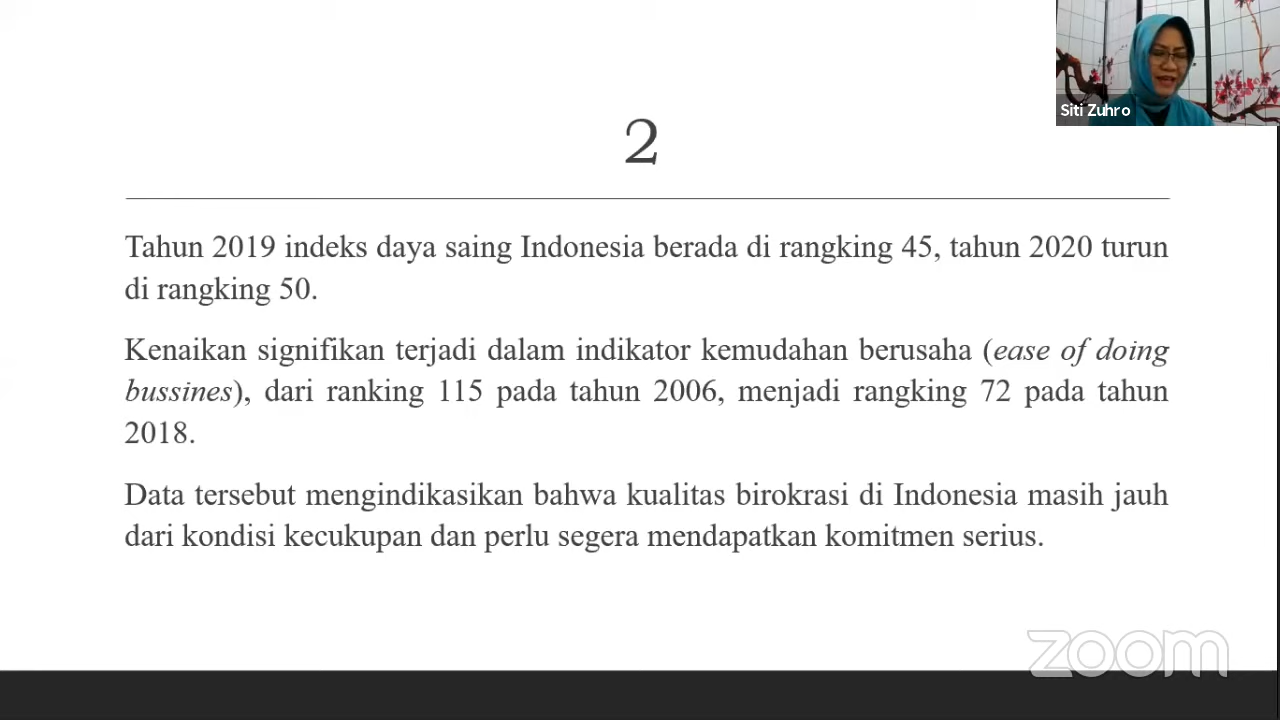 Siti Zuhro
2
Tahun 2019 indeks daya saing Indonesia berada di rangking 45, tahun 2020 turun
di rangking 50.
Kenaikan signifikan terjadi dalam indikator kemudahan berusaha (ease of doing
bussines), dari ranking 115 pada tahun 2006, menjadi rangking 72 pada tahun
2018.
Data tersebut mengindikasikan bahwa kualitas birokrasi di Indonesia masih jauh
dari kondisi kecukupan dan perlu segera mendapatkan komitmen serius.
zoom